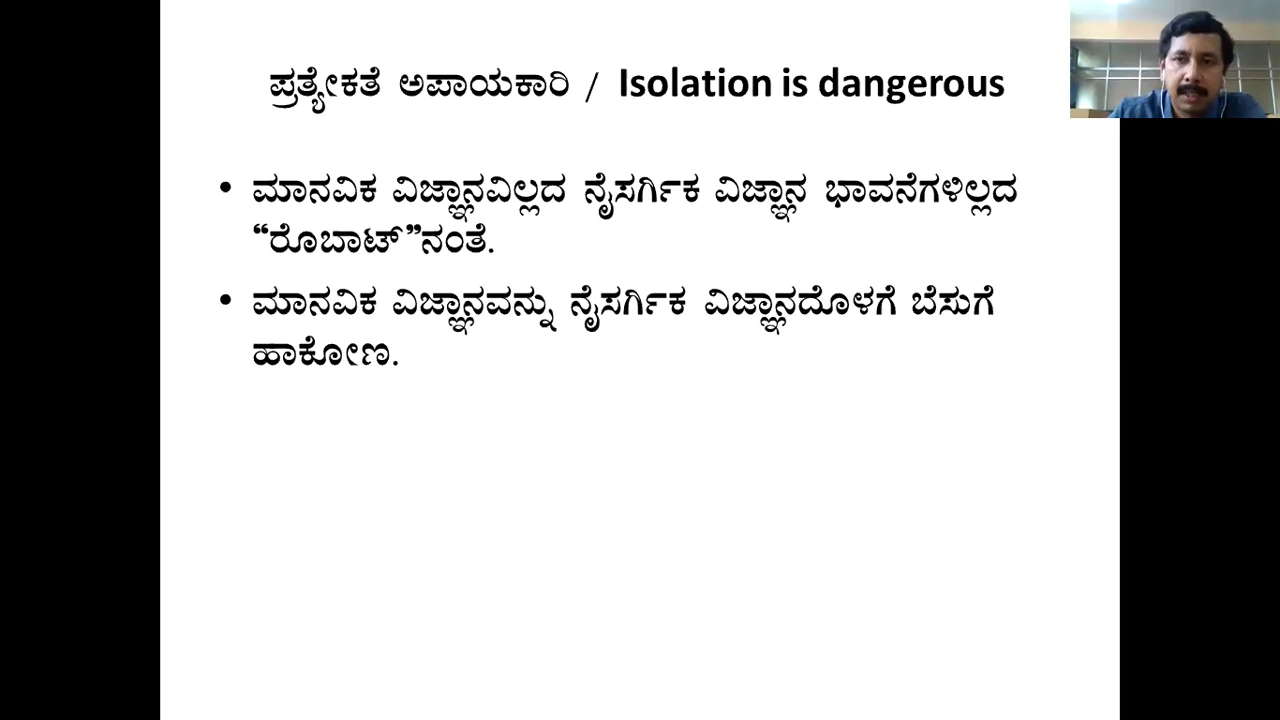 ಪ್ರತ್ಯೇಕತೆ ಅಪಾಯಕಾರಿ / Isolation is dangerous
• ಮಾನವಿಕ ವಿಜ್ಞಾನವಿಲ್ಲದ ನೈಸರ್ಗಿಕ ವಿಜ್ಞಾನ ಭಾವನೆಗಳಿಲ್ಲದ
“ರೊಬಾಟ್”ನಂತೆ.
• ಮಾನವಿಕ ವಿಜ್ಞಾನವನ್ನು ನೈಸರ್ಗಿಕ ವಿಜ್ಞಾನದೊಳಗೆ ಬೆಸುಗೆ
ಹಾಕೋಣ.